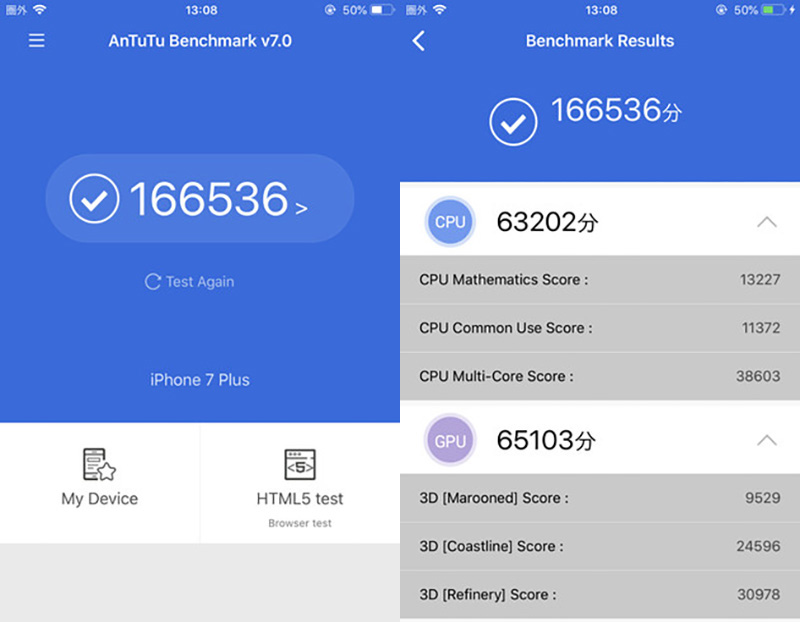 圏外 13:08 50%
AnTuTu Benchmark v7.0
166536 >
Test Again
iPhone 7 Plus
My Device
HTML5 test
Browser test
圏外 13:08 50%
Benchmark Results
166536分
CPU 63202分
CPU Mathematics Score : 13227
CPU Common Use Score : 11372
CPU Multi-Core Score : 38603
GPU 65103分
3D [Marooned] Score : 9529
3D [Coastline] Score : 24596
3D [Refinery] Score : 30978